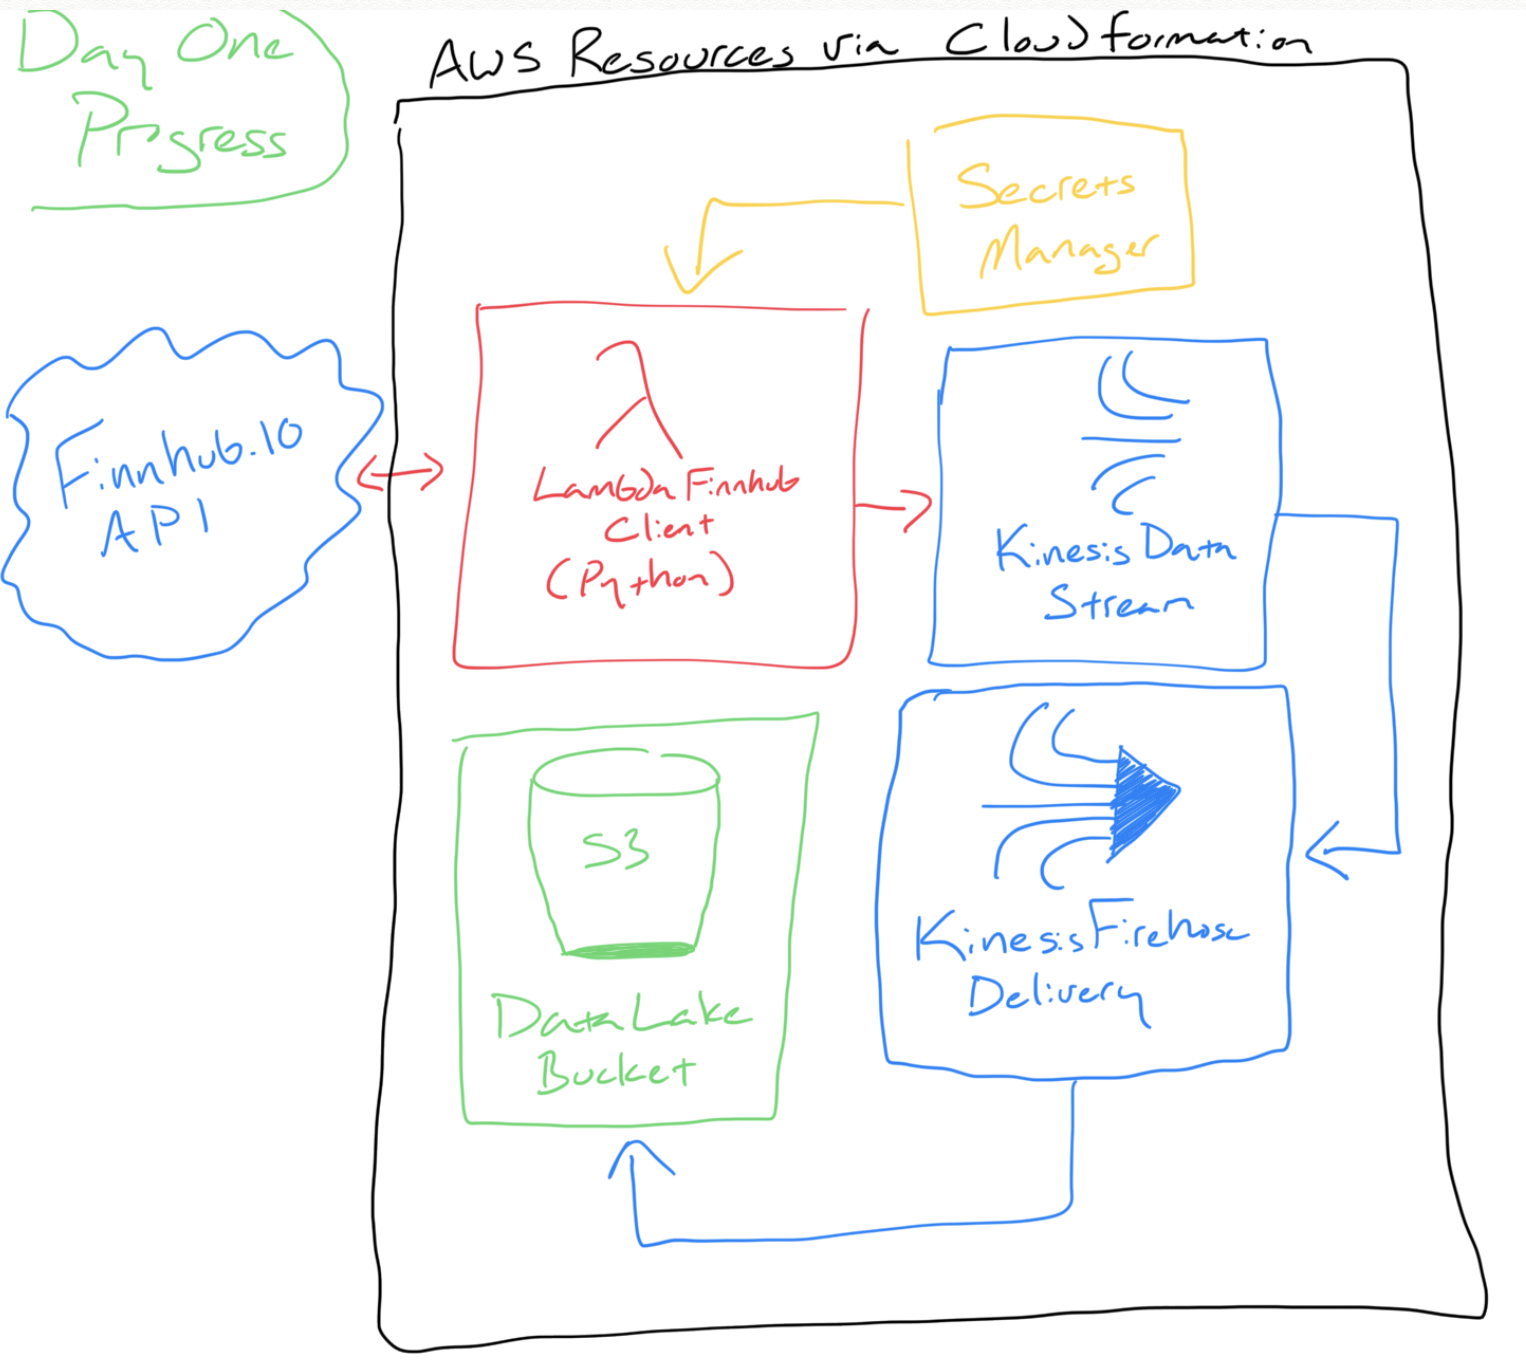 Day One
Progress
AWS Resources via Cloudformation
Secrets
Manager
Finnhub.IO
API
Lambda Finnhub
Client
(Python)
Kinesis Data
Stream
S3
Data Lake
Bucket
Kinesis Firehose
Delivery